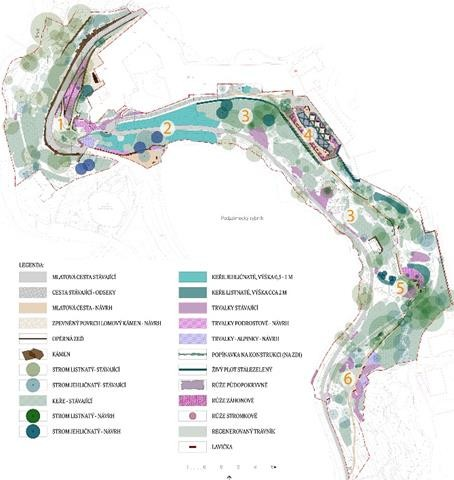 1
2
3
4
3
5
6
Podzámecký rybník
LEGENDA:
MLATOVÁ CESTA STÁVAJÍCÍ
CESTA STÁVAJÍCÍ - ODSEKY
MLATOVÁ CESTA - NÁVRH
ZPEVNĚNÝ POVRCH LOMOVÝ KÁMEN - NÁVRH
OPĚRNÁ ZEĎ
KÁMEN
STROM LISTNATÝ - STÁVAJÍCÍ
STROM JEHLIČNATÝ - STÁVAJÍCÍ
KEŘE - STÁVAJÍCÍ
STROM LISTNATÝ - NÁVRH
STROM JEHLIČNATÝ - NÁVRH
KEŘE JEHLIČNATÉ, VÝŠKA 0,5 - 1 M
KEŘE LISTNATÉ, VÝŠKA CCA 2 M
TRVALKY STÁVAJÍCÍ
TRVALKY PODROSTOVÉ - NÁVRH
TRVALKY - ALPINKY - NÁVRH
POPÍNAVKA NA KONSTRUKCI (NA ZDI)
ŽIVÝ PLOT STÁLEZELENÝ
RŮŽE PŮDOPOKRYVNÉ
RŮŽE ZÁHONOVÉ
RŮŽE STROMKOVÉ
REGENEROVANÝ TRÁVNÍK
LAVIČKA